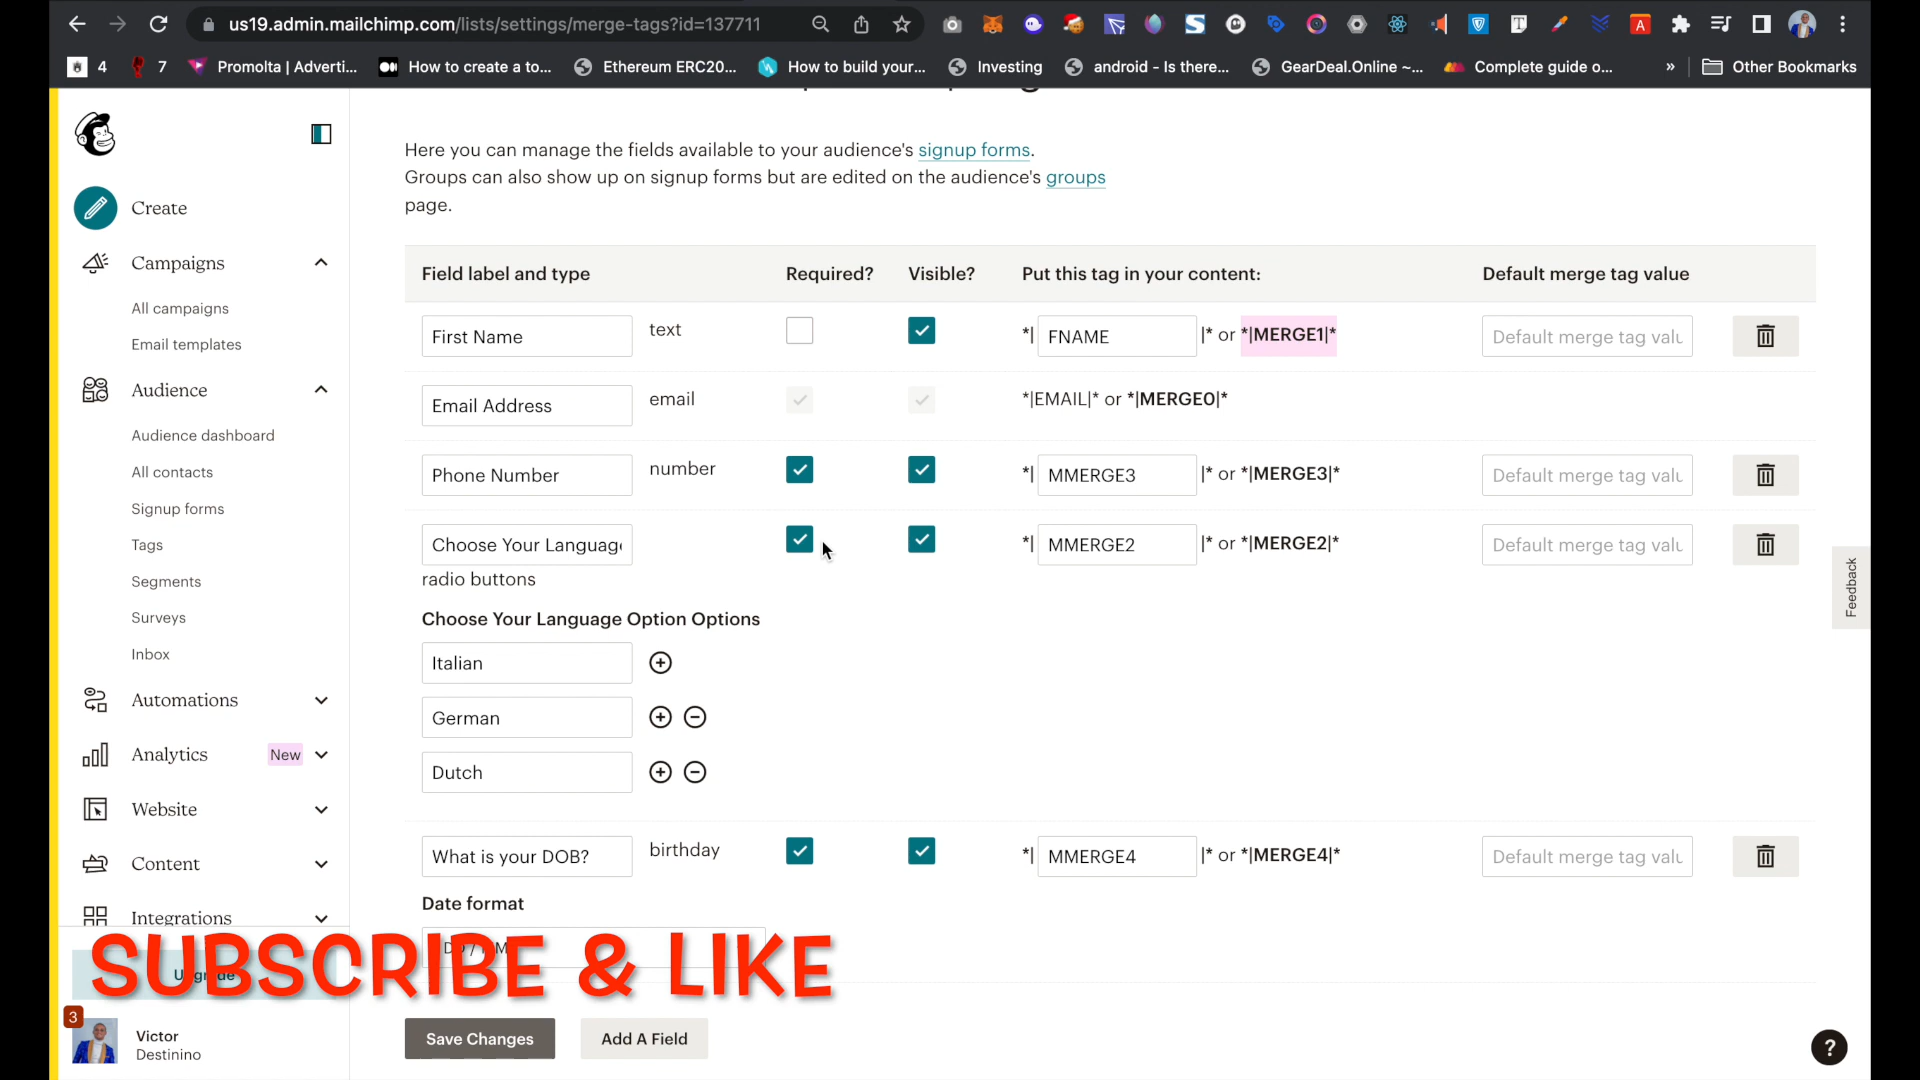 us19.admin.mailchimp.com/lists/settings/merge-tags?id=137711
4
7
Promolta | Adverti...
How to create a to...
Ethereum ERC20...
How to build your...
Investing
android - Is there...
GearDeal.Online ~...
Complete guide o...
»
Other Bookmarks
Create
Campaigns
All campaigns
Email templates
Audience
Audience dashboard
All contacts
Signup forms
Tags
Segments
Surveys
Inbox
Automations
Analytics New
Website
Content
Integrations
Upgrade
3
Victor
Destinino
Here you can manage the fields available to your audience's signup forms.
Groups can also show up on signup forms but are edited on the audience's groups
page.
Field label and type Required? Visible? Put this tag in your content: Default merge tag value
First Name text *| FNAME |* or *|MERGE1|* Default merge tag valu
Email Address email *|EMAIL|* or *|MERGE0|*
Phone Number number *| MMERGE3 |* or *|MERGE3|* Default merge tag valu
Choose Your Language *| MMERGE2 |* or *|MERGE2|* Default merge tag valu
radio buttons
Choose Your Language Option Options
Italian
German
Dutch
What is your DOB? birthday *| MMERGE4 |* or *|MERGE4|* Default merge tag valu
Date format
SUBSCRIBE & LIKE
Save Changes Add A Field
Feedback
?